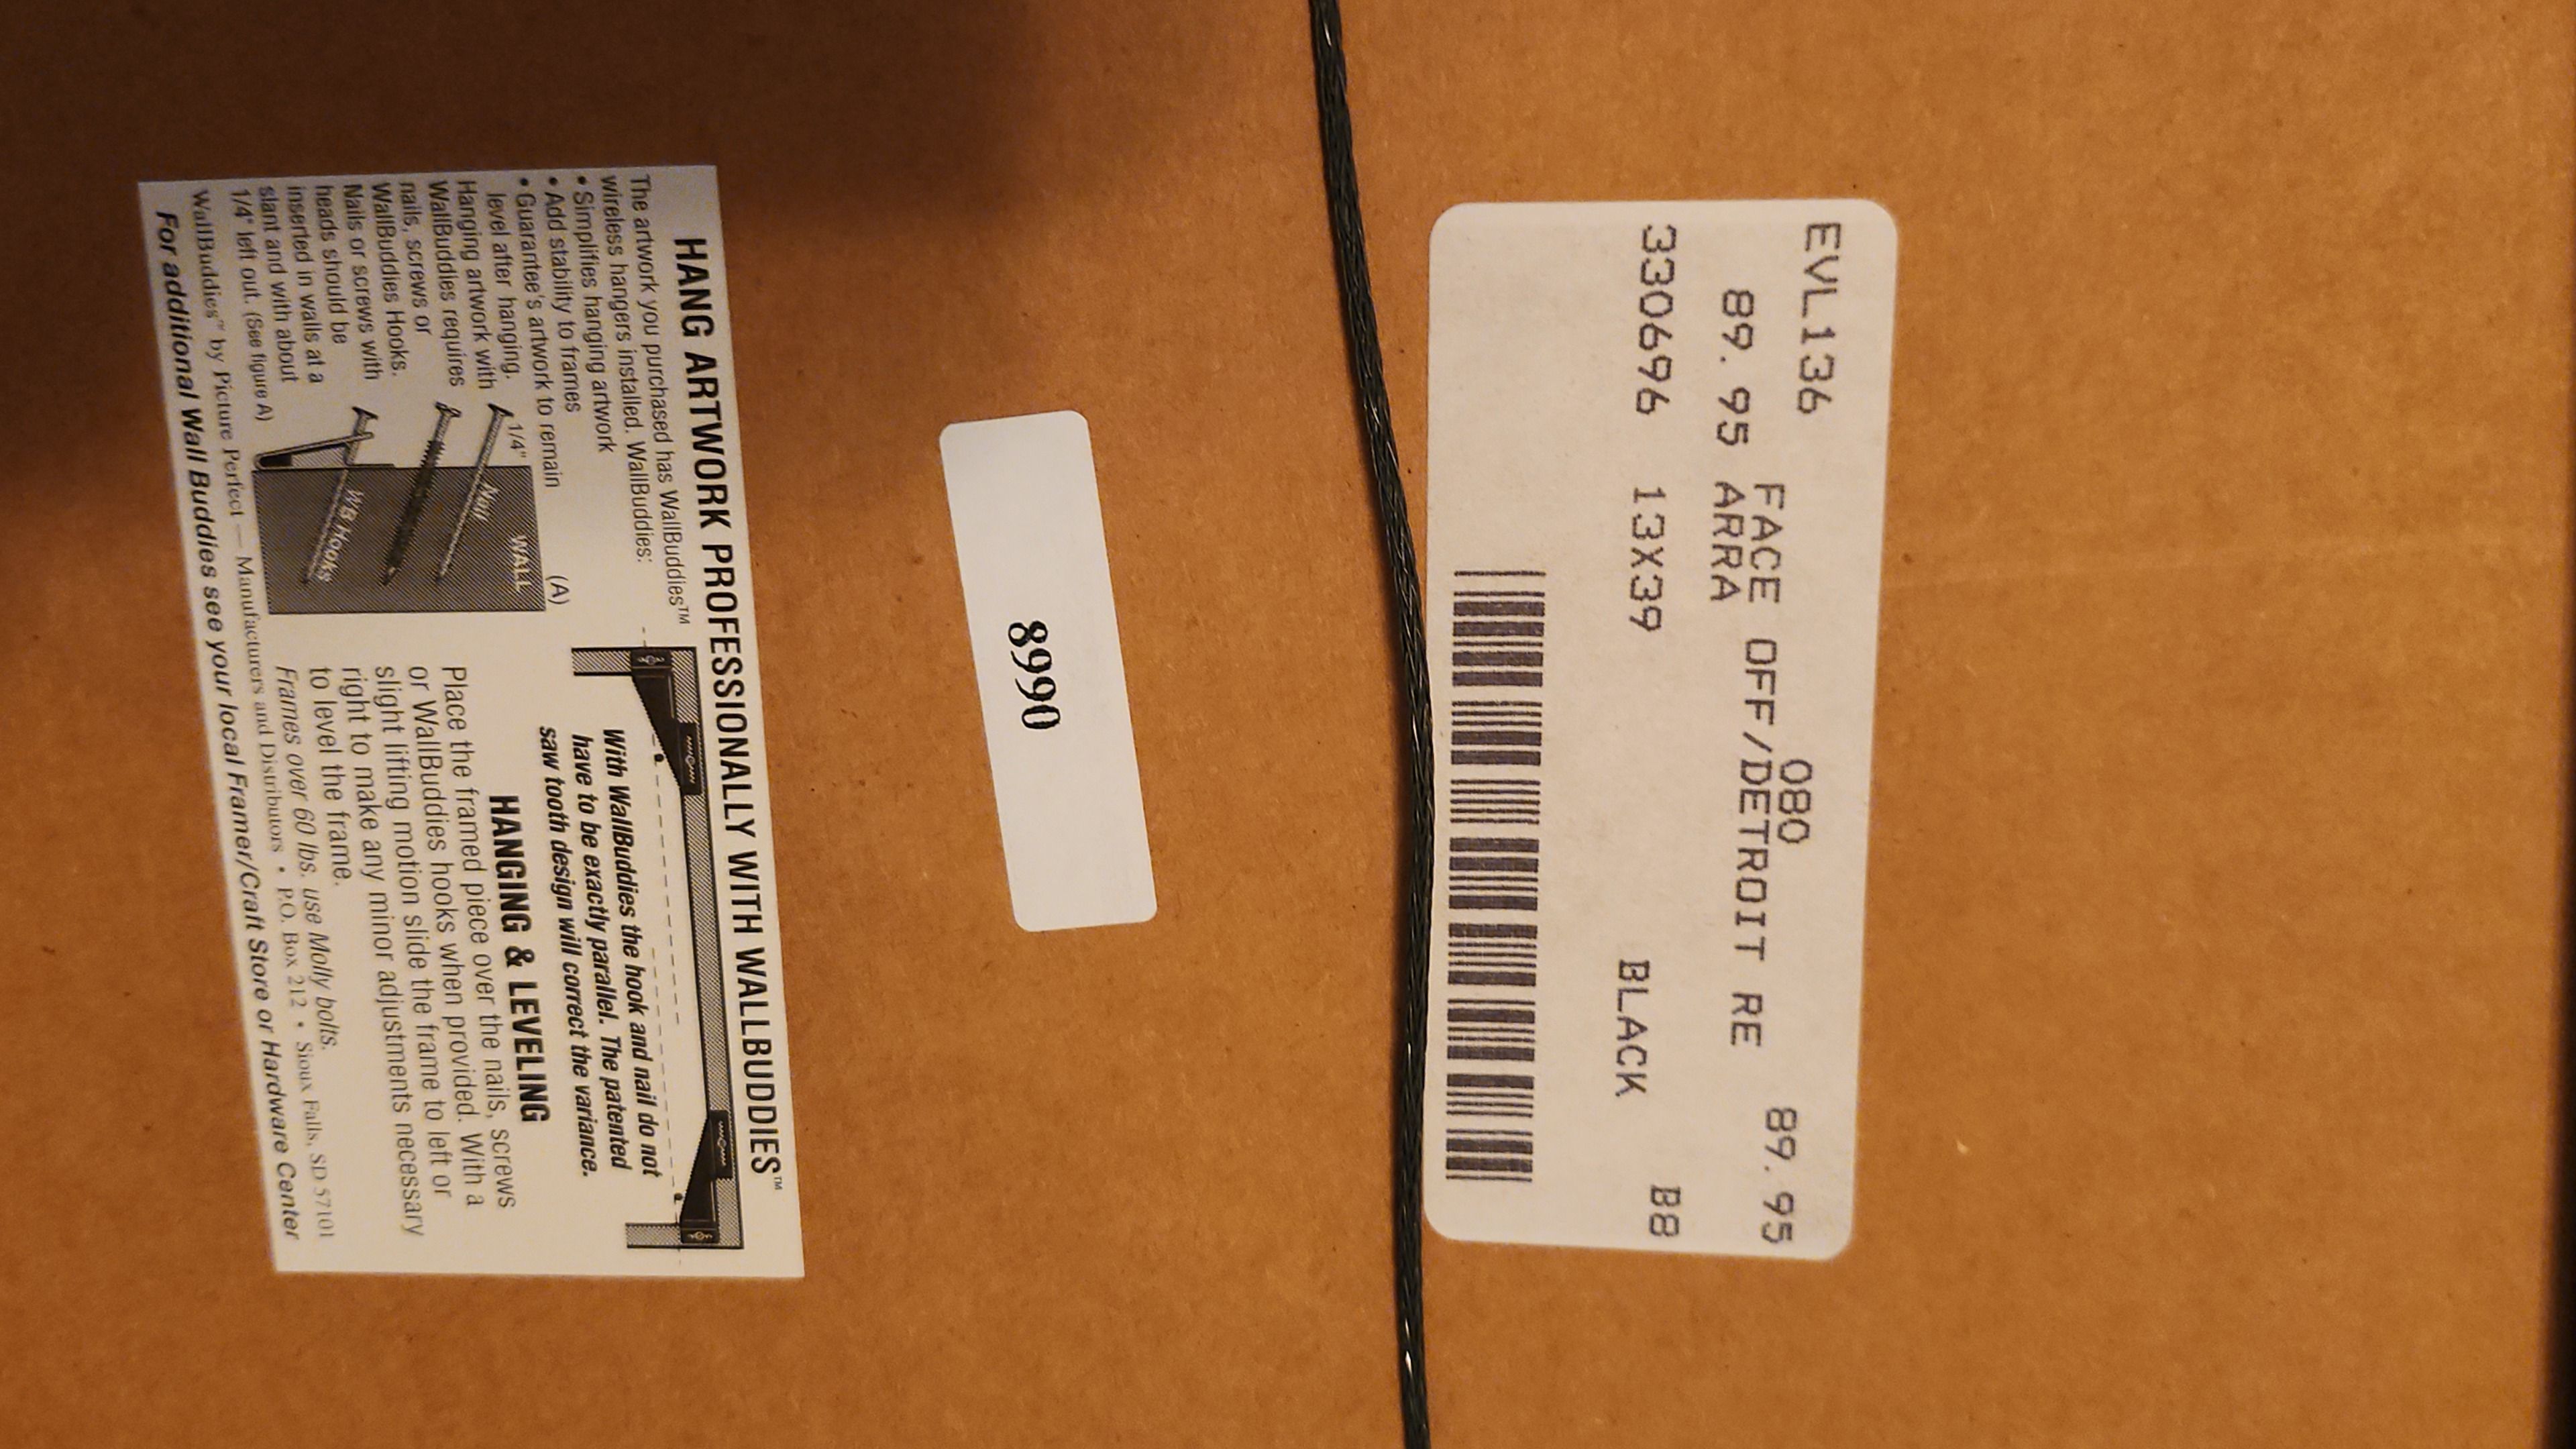 EVL136 080 89.95
FACE OFF/DETROIT RE
89.95 ARRA
330696 13X39 BLACK B8
8990
HANG ARTWORK PROFESSIONALLY WITH WALLBUDDIES™
The artwork you purchased has WallBuddies™
wireless hangers installed. WallBuddies:
• Simplifies hanging artwork
• Add stability to frames
• Guarantee's artwork to remain
level after hanging.
Hanging artwork with
WallBuddies requires
nails, screws or
WallBuddies Hooks.
Nails or screws with
heads should be
inserted in walls at a
slant and with about
1/4" left out. (See figure A)
(A)
1/4"
WALL
Nail
WB Hooks
With WallBuddies the hook and nail do not
have to be exactly parallel. The patented
saw tooth design will correct the variance.
HANGING & LEVELING
Place the framed piece over the nails, screws
or WallBuddies hooks when provided. With a
slight lifting motion slide the frame to left or
right to make any minor adjustments necessary
to level the frame.
Frames over 60 lbs. use Molly bolts.
WallBuddies™ by Picture Perfect — Manufacturers and Distributors • P.O. Box 212 • Sioux Falls, SD 57101
For additional Wall Buddies see your local Framer/Craft Store or Hardware Center